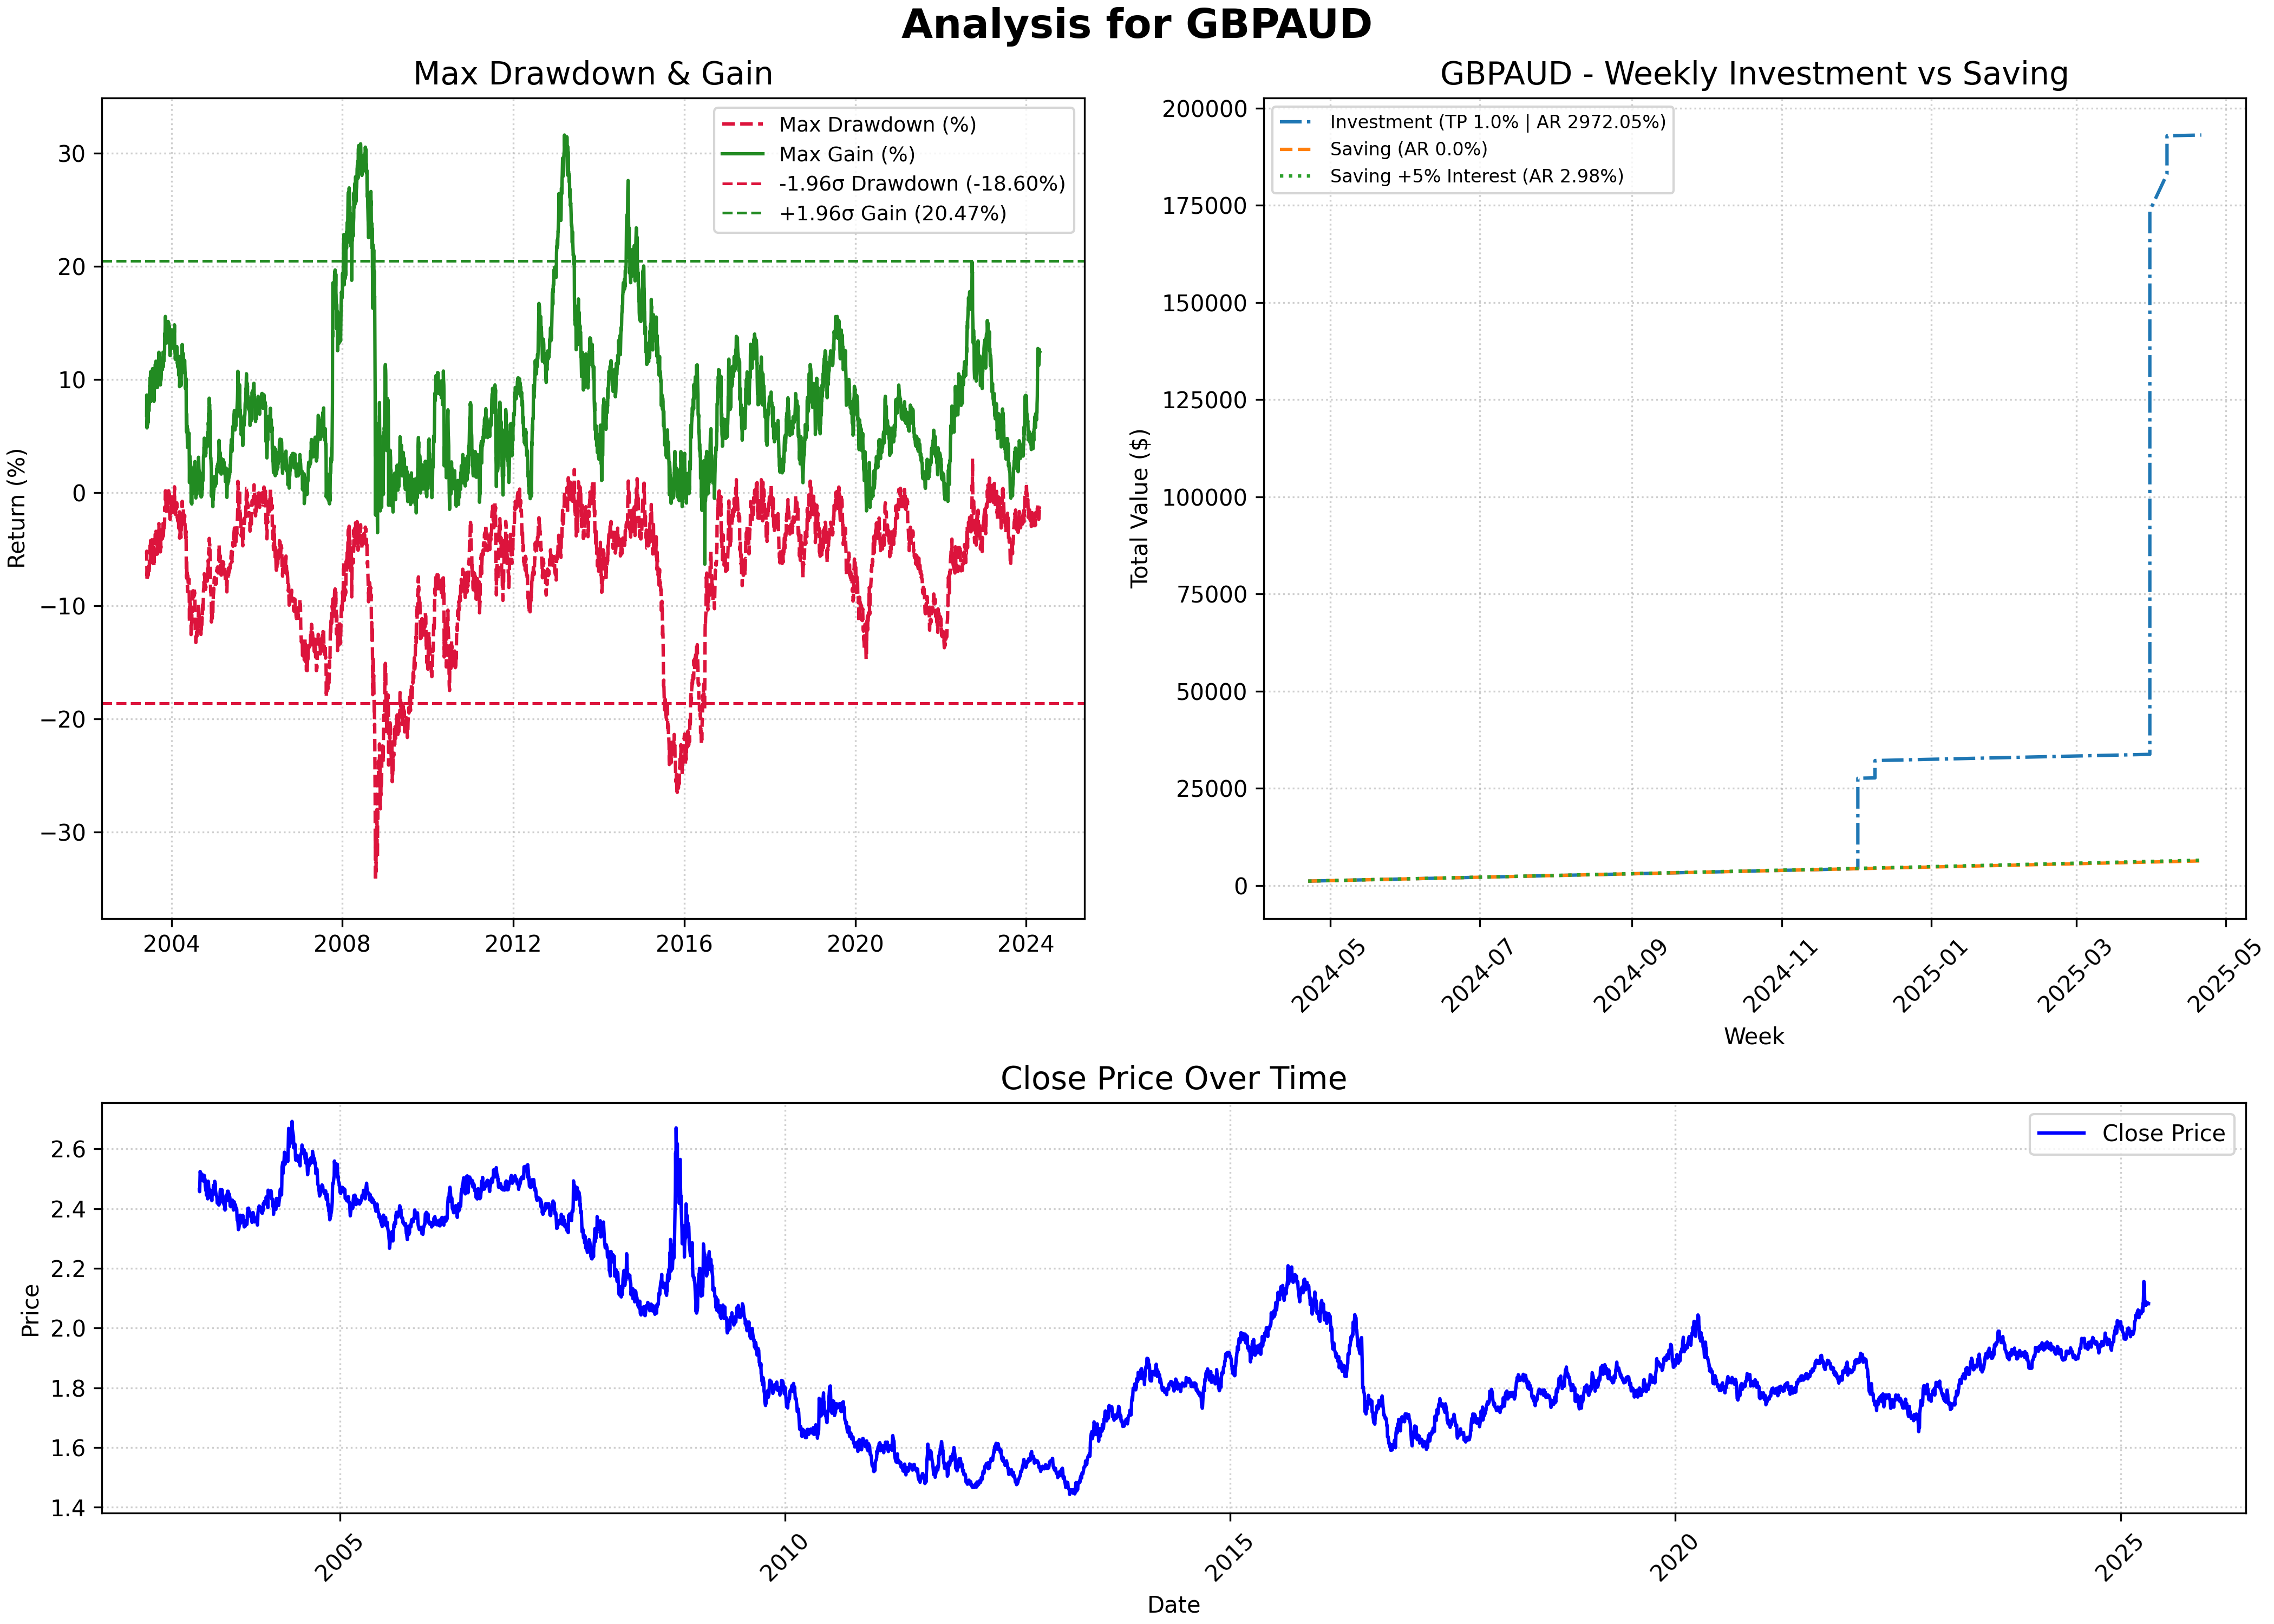 Analysis for GBPAUD
Max Drawdown & Gain
Return (%)
30
20
10
0
−10
−20
−30
2004
2008
2012
2016
2020
2024
Max Drawdown (%)
Max Gain (%)
-1.96σ Drawdown (-18.60%)
+1.96σ Gain (20.47%)
GBPAUD - Weekly Investment vs Saving
Total Value ($)
200000
175000
150000
125000
100000
75000
50000
25000
0
Investment (TP 1.0% | AR 2972.05%)
Saving (AR 0.0%)
Saving +5% Interest (AR 2.98%)
2024-05
2024-07
2024-09
2024-11
2025-01
2025-03
2025-05
Week
Close Price Over Time
Price
2.6
2.4
2.2
2.0
1.8
1.6
1.4
Close Price
2005
2010
2015
2020
2025
Date